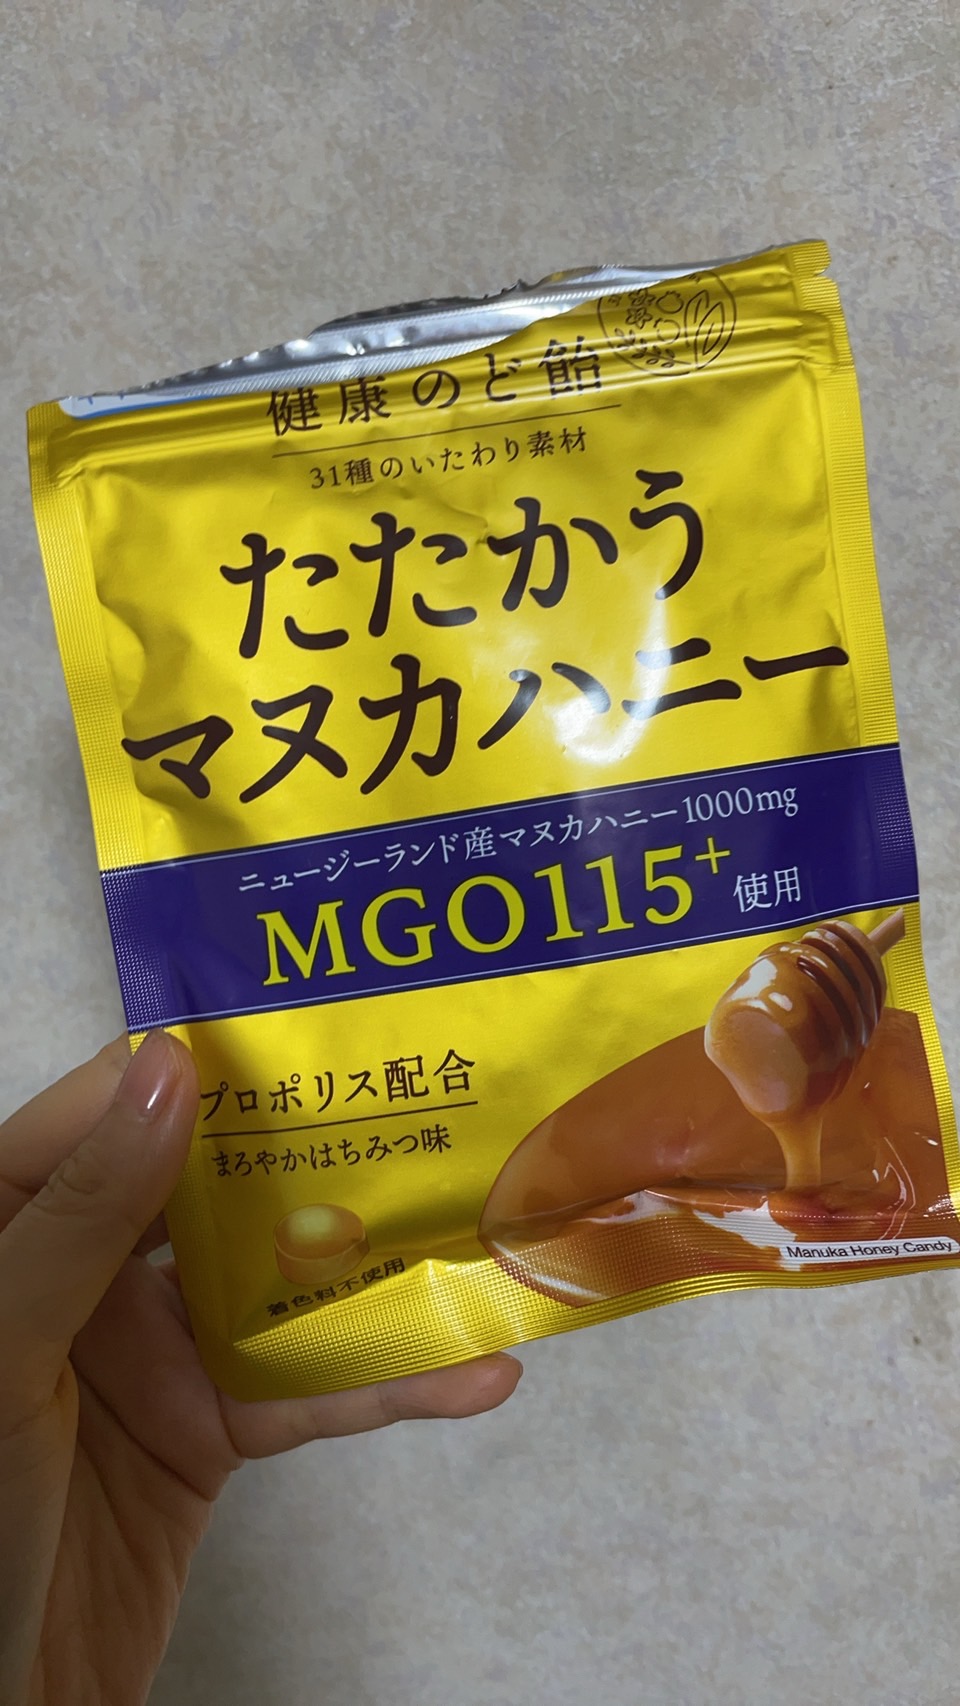 健康のど飴
31種のいたわり素材
たたかう
マヌカハニー
ニュージーランド産マヌカハニー1000mg
MGO115+使用
プロポリス配合
まろやかはちみつ味
着色料不使用
Manuka Honey Candy